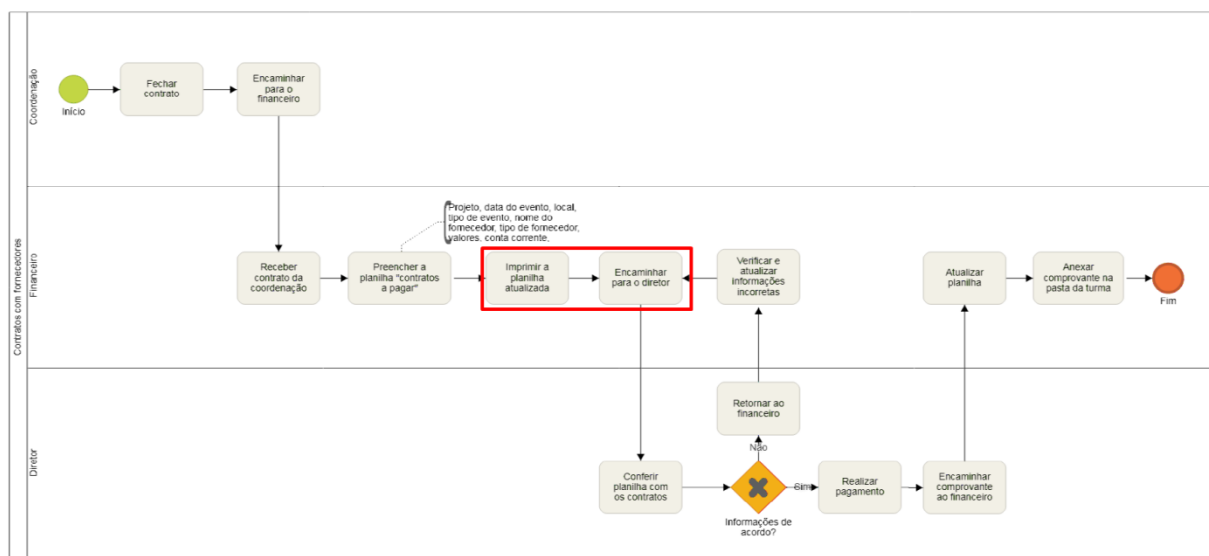 Contratos com fornecedores
Coordenação
Início
Fechar
contrato
Encaminhar
para o
financeiro
Financeiro
Projeto, data do evento, local,
tipo de evento, nome do
fornecedor, tipo de fornecedor,
valores, conta corrente,
Receber
contrato da
coordenação
Preencher a
planilha "contratos
a pagar"
Imprimir a
planilha
atualizada
Encaminhar
para o diretor
Verificar e
atualizar
informações
incorretas
Atualizar
planilha
Anexar
comprovante na
pasta da turma
Fim
Diretor
Retornar ao
financeiro
Não
Conferir
planilha com
os contratos
Informações de
acordo?
Sim
Realizar
pagamento
Encaminhar
comprovante
ao financeiro